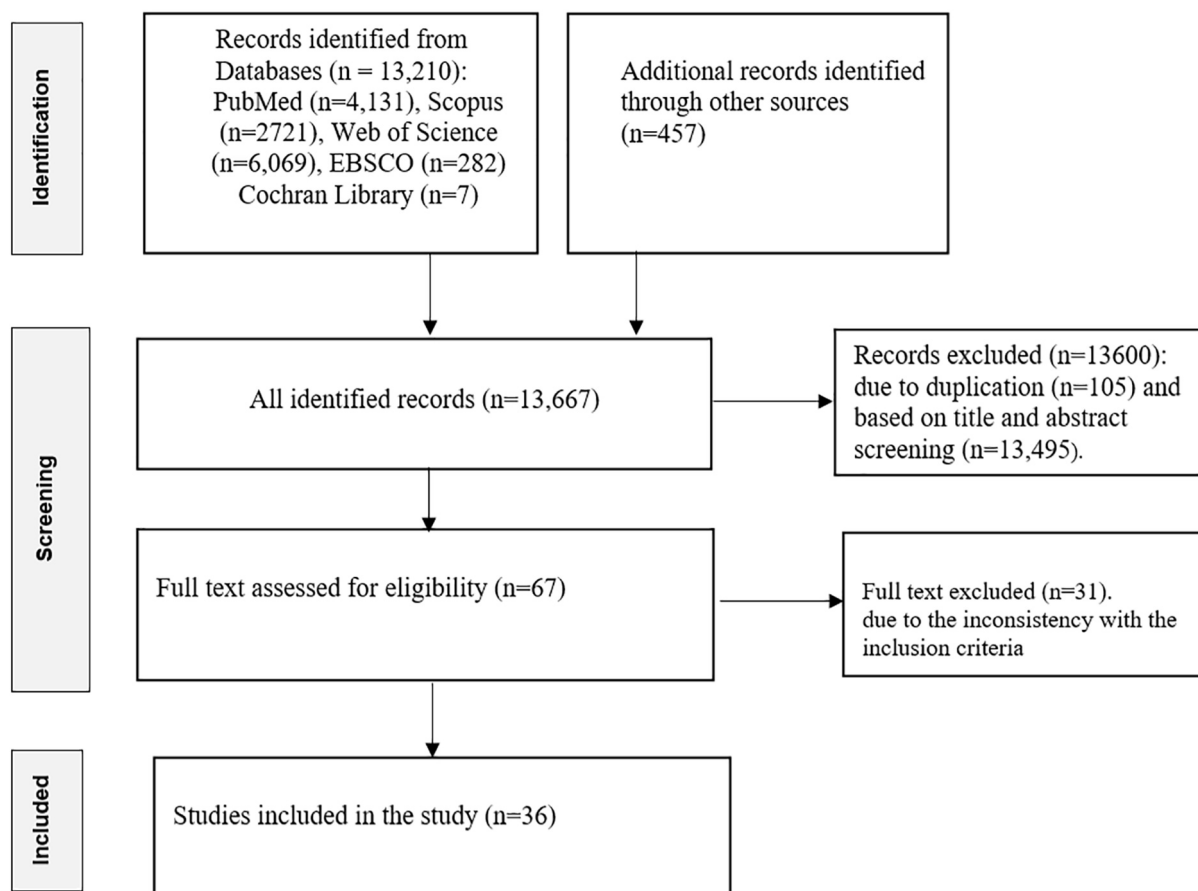 Identification
Records identified from
Databases (n = 13,210):
PubMed (n=4,131), Scopus
(n=2721), Web of Science
(n=6,069), EBSCO (n=282)
Cochran Library (n=7)
Additional records identified
through other sources
(n=457)
Screening
All identified records (n=13,667)
Records excluded (n=13600):
due to duplication (n=105) and
based on title and abstract
screening (n=13,495).
Full text assessed for eligibility (n=67)
Full text excluded (n=31).
due to the inconsistency with the
inclusion criteria
Included
Studies included in the study (n=36)